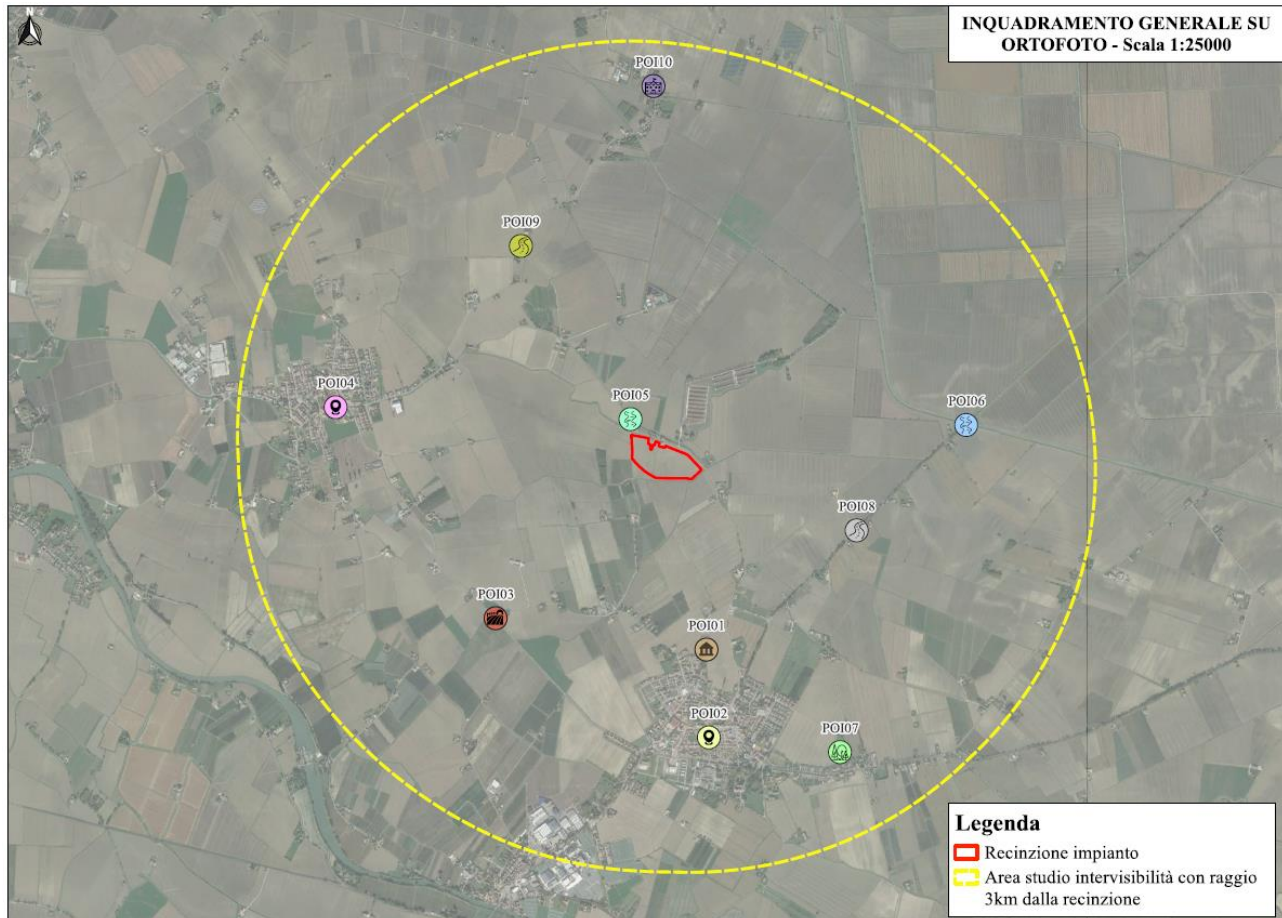 N
INQUADRAMENTO GENERALE SU
ORTOFOTO - Scala 1:25000
POI10
POI09
POI04
POI05
POI06
POI08
POI03
POI01
POI02
POI07
Legenda
Recinzione impianto
Area studio intervisibilità con raggio
3km dalla recinzione